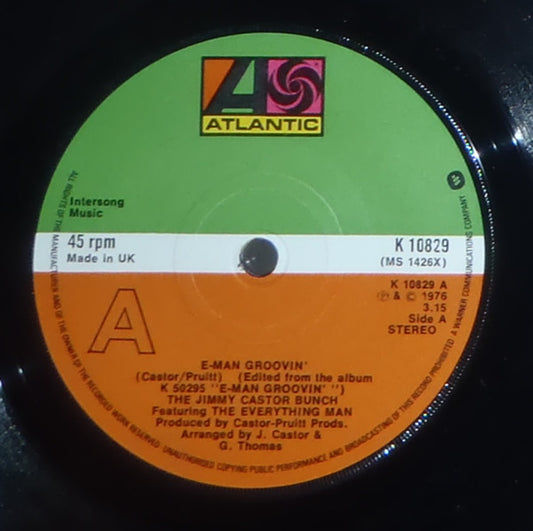 ATLANTIC
Intersong
Music
45 rpm
Made in UK
K 10829
(MS 1426X)
K 10829 A
Ⓟ & © 1976
3.15
Side A
STEREO
A
E-MAN GROOVIN'
(Castor/Pruitt) (Edited from the album
K 50295 "E-MAN GROOVIN' ")
THE JIMMY CASTOR BUNCH
Featuring THE EVERYTHING MAN
Produced by Castor-Pruitt Prods.
Arranged by J. Castor &
G. Thomas
ALL RIGHTS OF THE MANUFACTURER AND OF THE OWNER OF THE RECORDED WORK RESERVED UNAUTHORISED COPYING PUBLIC PERFORMANCE AND BROADCASTING OF THIS RECORD PROHIBITED A WARNER COMMUNICATIONS COMPANY